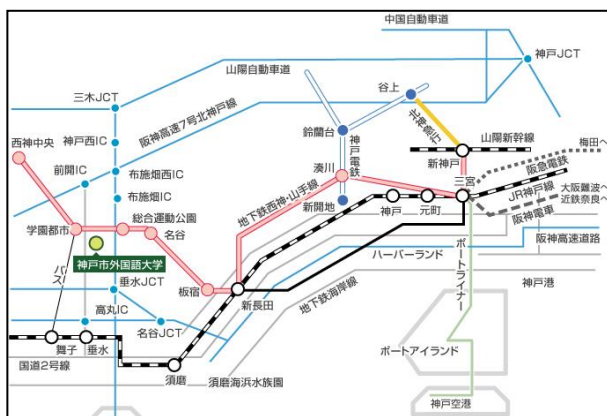 中国自動車道
神戸JCT
山陽自動車道
谷上
三木JCT
阪神高速7号北神戸線
北神急行
鈴蘭台
神戸電鉄
山陽新幹線
西神中央
神戸西IC
前開IC
布施畑西IC
湊川
新神戸
梅田へ
阪急電鉄
三宮
布施畑IC
地下鉄西神・山手線
新開地
神戸
元町
JR神戸線
大阪難波へ
近鉄奈良へ
阪神電車
総合運動公園
学園都市
名谷
神戸市外国語大学
バス
ハーバーランド
阪神高速道路
ポートライナー
神戸港
垂水JCT
板宿
新長田
地下鉄海岸線
高丸IC
名谷JCT
舞子
垂水
国道2号線
須磨
須磨海浜水族園
ポートアイランド
神戸空港